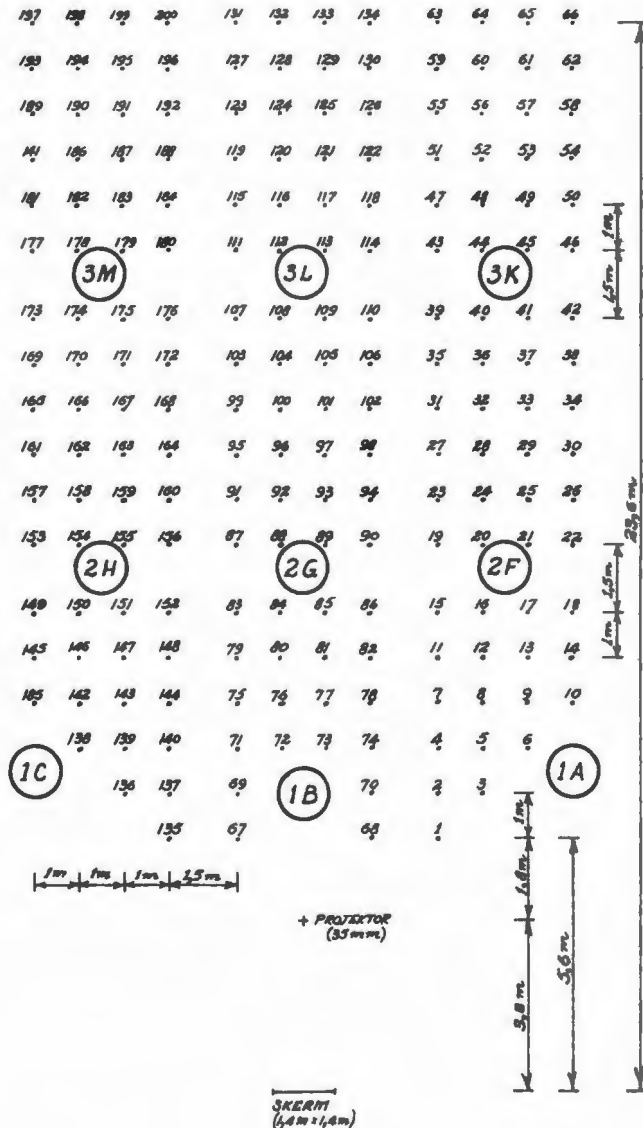 197 198 199 200 131 132 133 134 63 64 65 66
193 194 195 196 127 128 129 130 59 60 61 62
189 190 191 192 123 124 125 126 55 56 57 58
141 186 187 188 119 120 121 122 51 52 53 54
181 182 183 184 115 116 117 118 47 48 49 50
1m
177 178 179 180 111 112 113 114 43 44 45 46
3M 3L 3K
1,5m
173 174 175 176 107 108 109 110 39 40 41 42
169 170 171 172 103 104 105 106 35 36 37 38
165 166 167 168 99 100 101 102 31 32 33 34
161 162 163 164 95 96 97 98 27 28 29 30
157 158 159 160 91 92 93 94 23 24 25 26
23,6m
153 154 155 156 87 88 89 90 19 20 21 22
2H 2G 2F
1,5m
149 150 151 152 83 84 85 86 15 16 17 18
1m
145 146 147 148 79 80 81 82 11 12 13 14
185 142 143 144 75 76 77 78 7 8 9 10
138 139 140 71 72 73 74 4 5 6
1C 1B 1A
136 137 69 70 2 3
1m
135 67 68 1
1m 1m 1m 1,5m
1,8m
+ PROJEKTOR
(35mm)
5,6m
3,8m
SKERM
(1,4m x 1,4m)